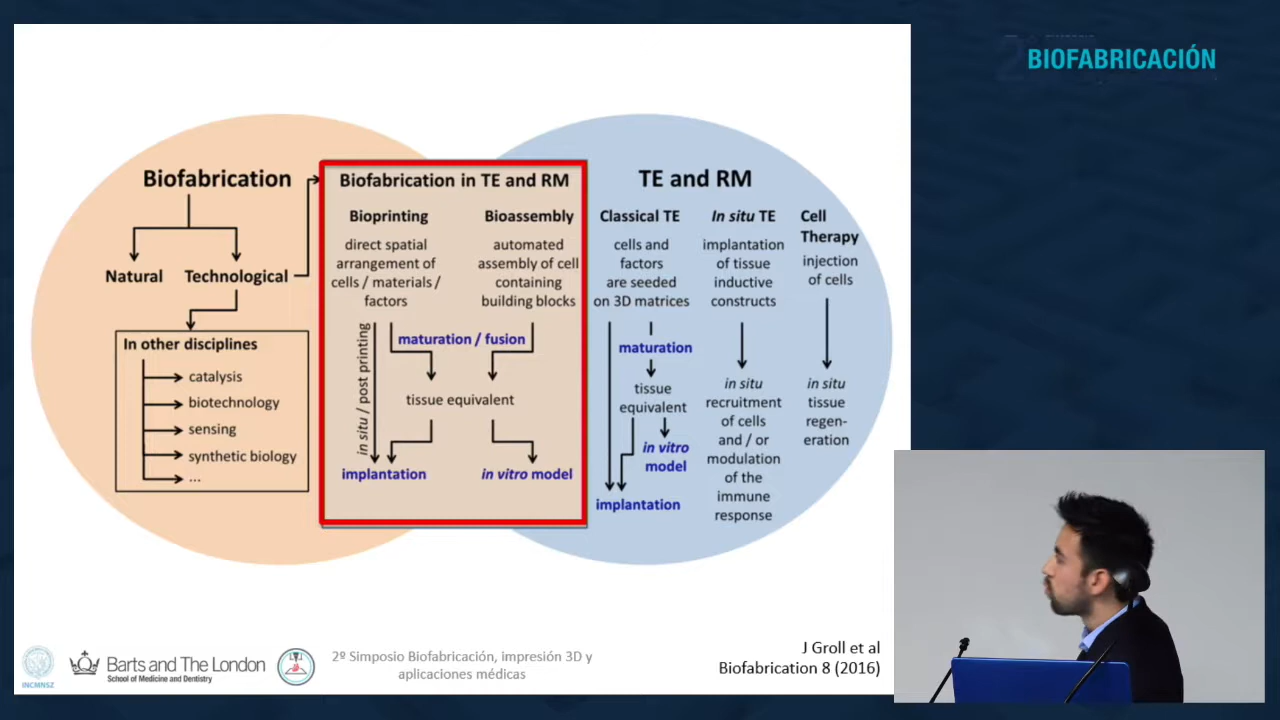 BIOFABRICACIÓN
Biofabrication
Natural
Technological
In other disciplines
catalysis
biotechnology
sensing
synthetic biology
...
Biofabrication in TE and RM
Bioprinting
direct spatial
arrangement of
cells / materials /
factors
Bioassembly
automated
assembly of cell
containing
building blocks
in situ / post printing
maturation / fusion
tissue equivalent
implantation
in vitro model
TE and RM
Classical TE
cells and
factors
are seeded
on 3D matrices
maturation
tissue
equivalent
in vitro
model
implantation
In situ TE
implantation
of tissue
inductive
constructs
in situ
recruitment
of cells
and / or
modulation
of the
immune
response
Cell
Therapy
injection
of cells
in situ
tissue
regen-
eration
INCMNSZ
Barts and The London
School of Medicine and Dentistry
2º Simposio Biofabricación, impresión 3D y
aplicaciones médicas
J Groll et al
Biofabrication 8 (2016)